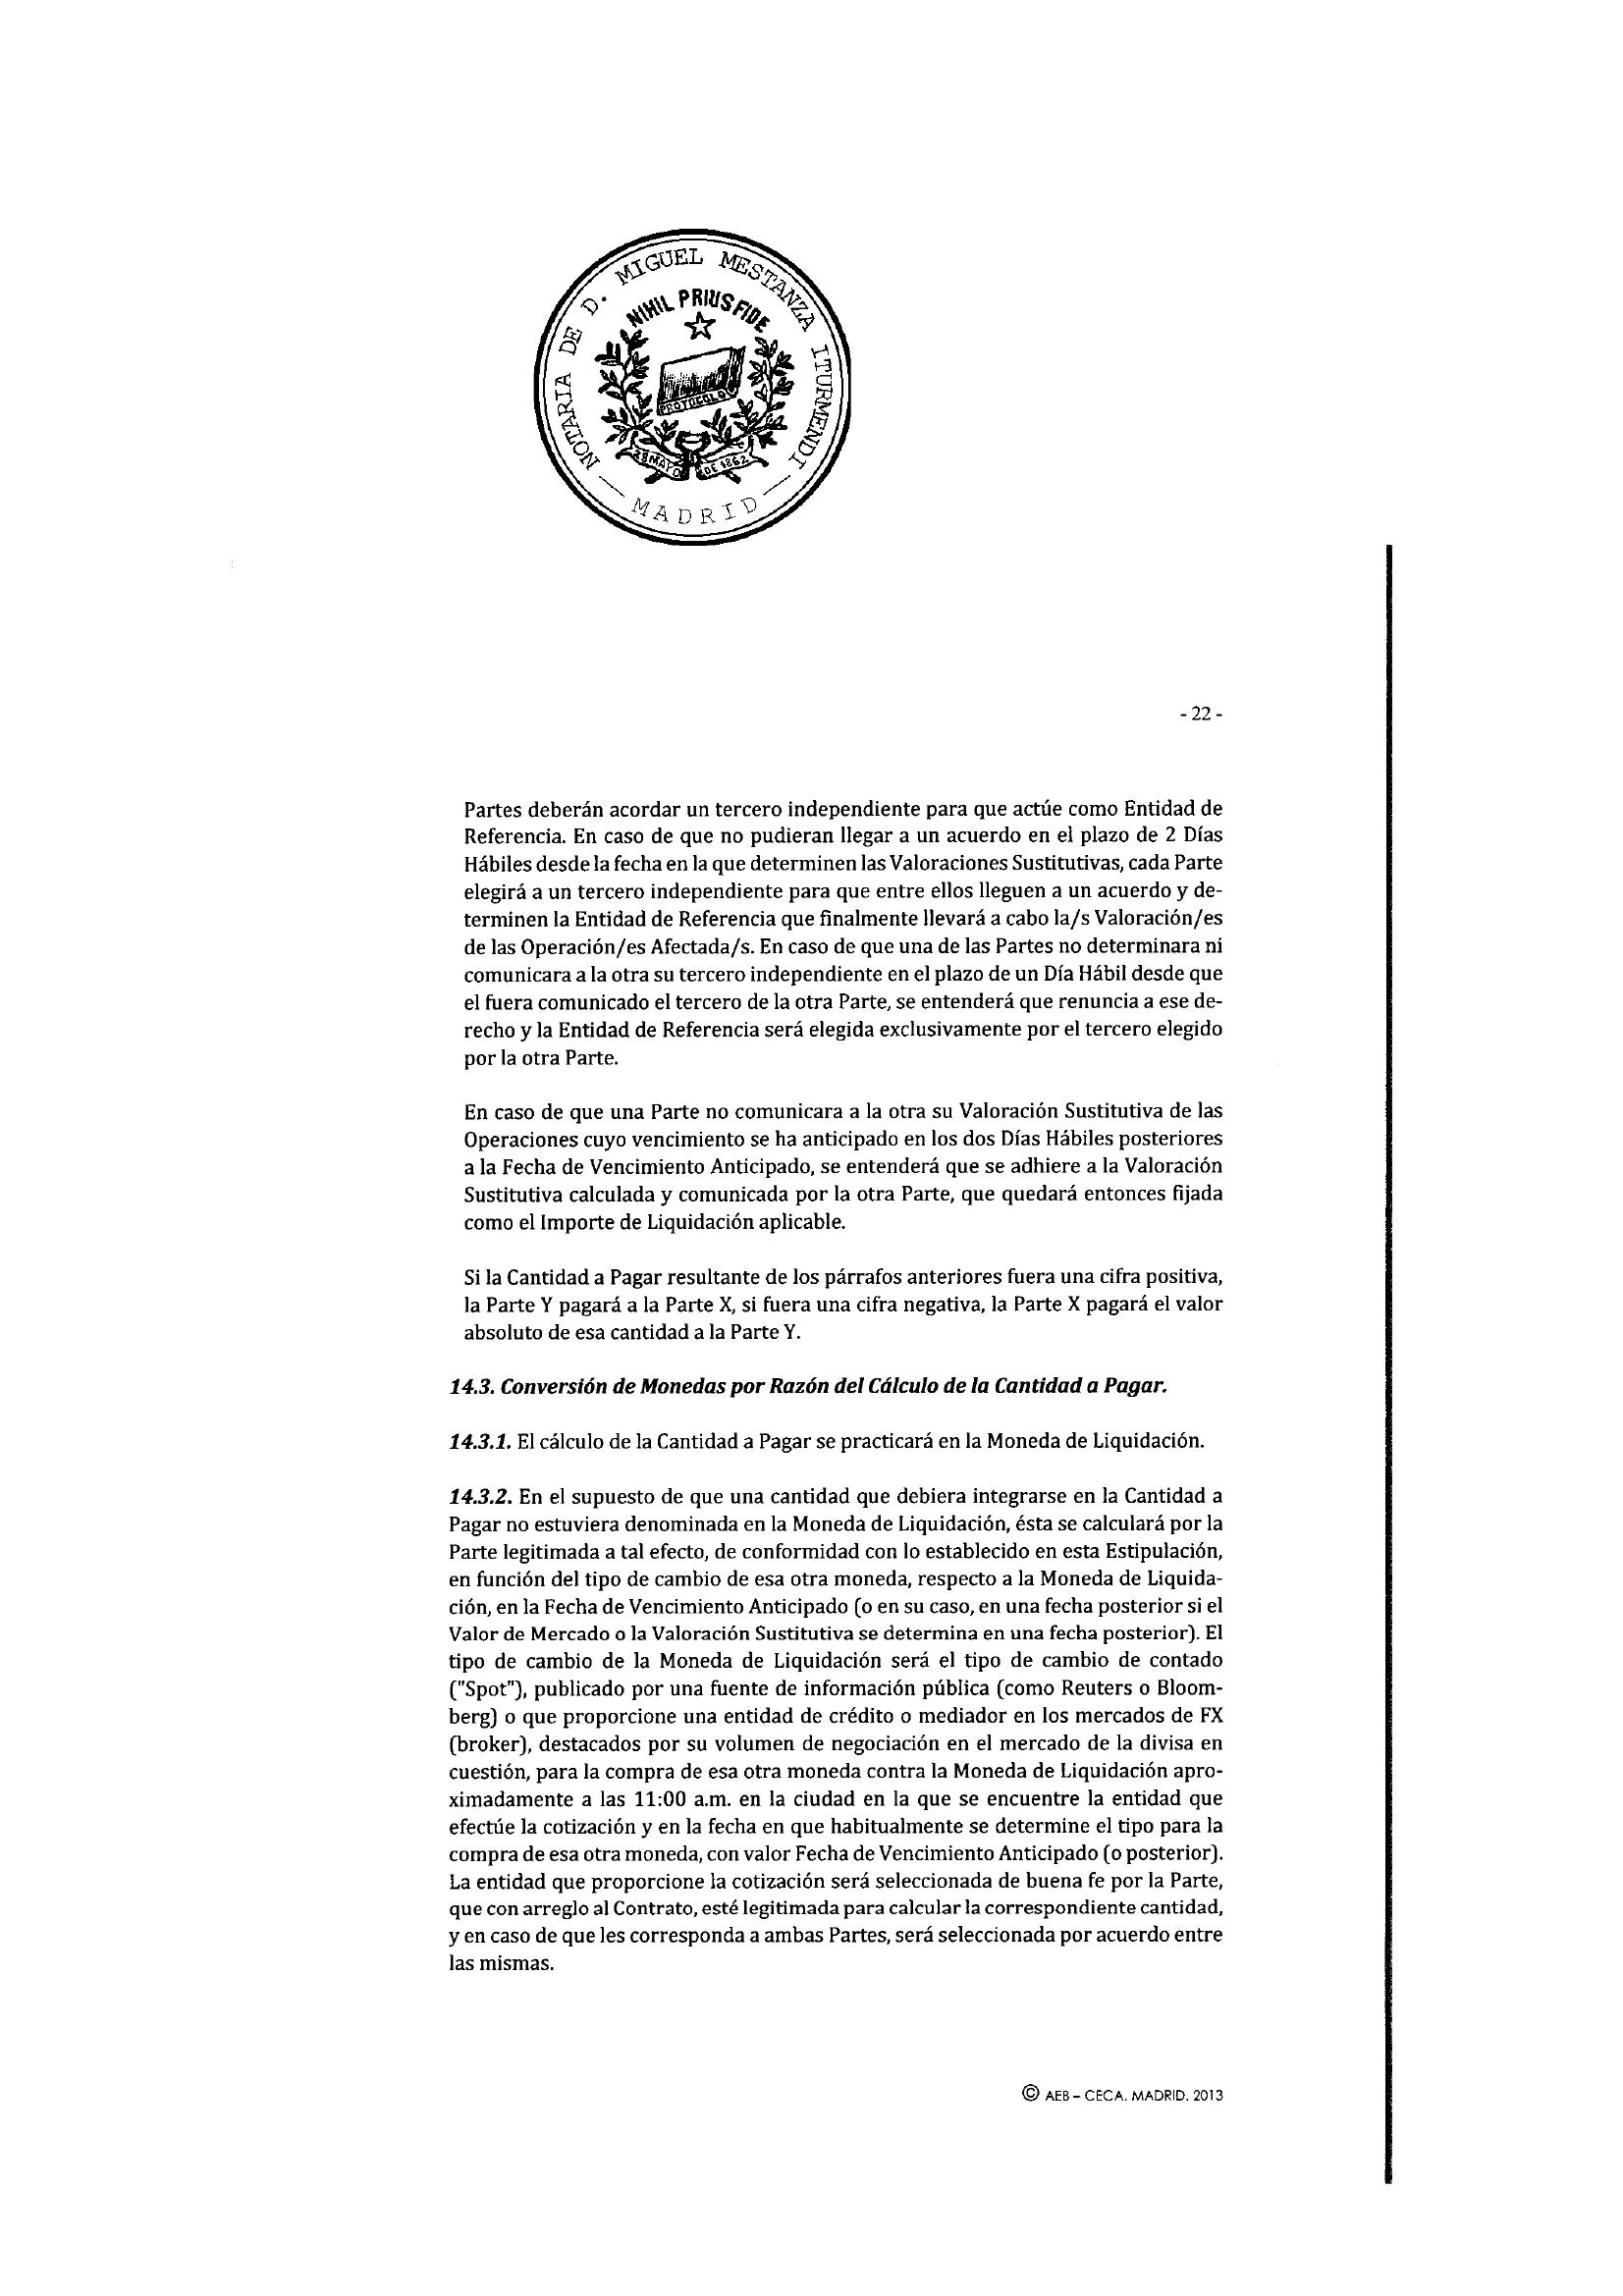 NOTARIA DE D. MIGUEL MESTANZA ITURMENDI
NIHIL PRIUS FIDE
PROTOCOLO
28 MAYO DE 1862
— MADRID —
- 22 -
Partes deberán acordar un tercero independiente para que actúe como Entidad de
Referencia. En caso de que no pudieran llegar a un acuerdo en el plazo de 2 Días
Hábiles desde la fecha en la que determinen las Valoraciones Sustitutivas, cada Parte
elegirá a un tercero independiente para que entre ellos lleguen a un acuerdo y de-
terminen la Entidad de Referencia que finalmente llevará a cabo la/s Valoración/es
de las Operación/es Afectada/s. En caso de que una de las Partes no determinara ni
comunicara a la otra su tercero independiente en el plazo de un Día Hábil desde que
el fuera comunicado el tercero de la otra Parte, se entenderá que renuncia a ese de-
recho y la Entidad de Referencia será elegida exclusivamente por el tercero elegido
por la otra Parte.
En caso de que una Parte no comunicara a la otra su Valoración Sustitutiva de las
Operaciones cuyo vencimiento se ha anticipado en los dos Días Hábiles posteriores
a la Fecha de Vencimiento Anticipado, se entenderá que se adhiere a la Valoración
Sustitutiva calculada y comunicada por la otra Parte, que quedará entonces fijada
como el Importe de Liquidación aplicable.
Si la Cantidad a Pagar resultante de los párrafos anteriores fuera una cifra positiva,
la Parte Y pagará a la Parte X, si fuera una cifra negativa, la Parte X pagará el valor
absoluto de esa cantidad a la Parte Y.
14.3. Conversión de Monedas por Razón del Cálculo de la Cantidad a Pagar.
14.3.1. El cálculo de la Cantidad a Pagar se practicará en la Moneda de Liquidación.
14.3.2. En el supuesto de que una cantidad que debiera integrarse en la Cantidad a
Pagar no estuviera denominada en la Moneda de Liquidación, ésta se calculará por la
Parte legitimada a tal efecto, de conformidad con lo establecido en esta Estipulación,
en función del tipo de cambio de esa otra moneda, respecto a la Moneda de Liquida-
ción, en la Fecha de Vencimiento Anticipado (o en su caso, en una fecha posterior si el
Valor de Mercado o la Valoración Sustitutiva se determina en una fecha posterior). El
tipo de cambio de la Moneda de Liquidación será el tipo de cambio de contado
("Spot"), publicado por una fuente de información pública (como Reuters o Bloom-
berg) o que proporcione una entidad de crédito o mediador en los mercados de FX
(broker), destacados por su volumen de negociación en el mercado de la divisa en
cuestión, para la compra de esa otra moneda contra la Moneda de Liquidación apro-
ximadamente a las 11:00 a.m. en la ciudad en la que se encuentre la entidad que
efectúe la cotización y en la fecha en que habitualmente se determine el tipo para la
compra de esa otra moneda, con valor Fecha de Vencimiento Anticipado (o posterior).
La entidad que proporcione la cotización será seleccionada de buena fe por la Parte,
que con arreglo al Contrato, esté legitimada para calcular la correspondiente cantidad,
y en caso de que les corresponda a ambas Partes, será seleccionada por acuerdo entre
las mismas.
© AEB – CECA. MADRID. 2013